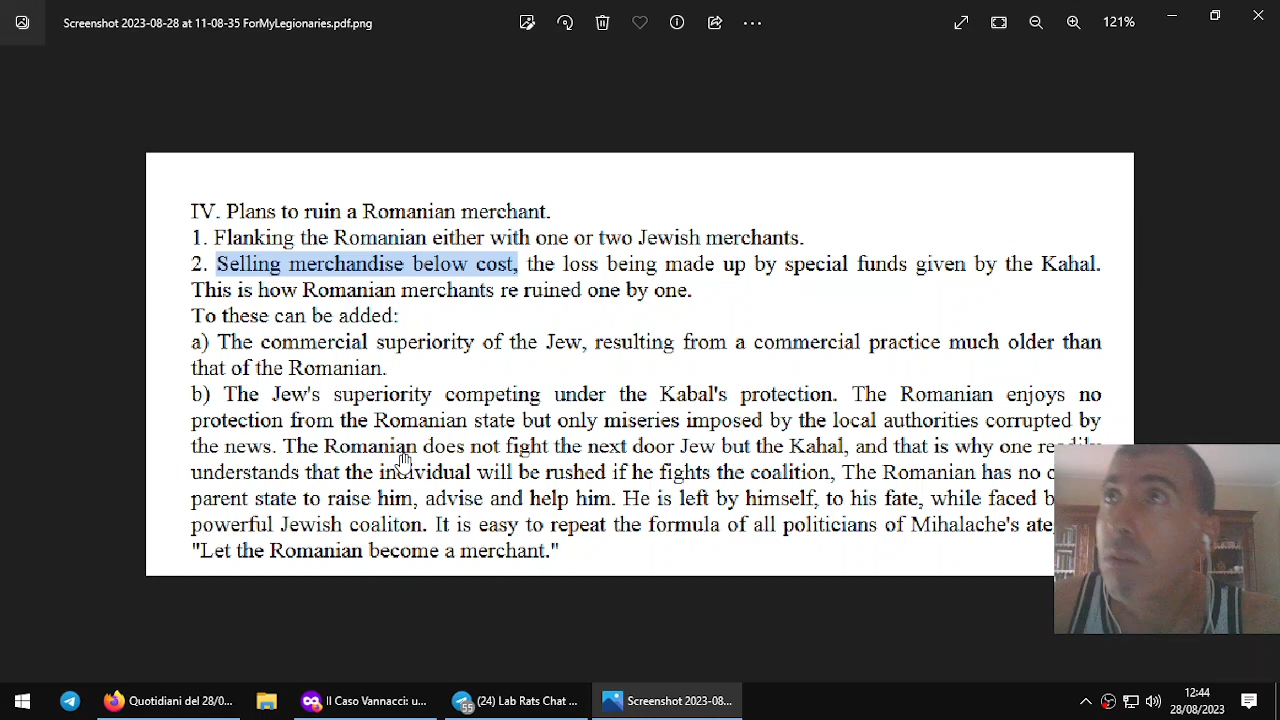 Screenshot 2023-08-28 at 11-08-35 ForMyLegionaries.pdf.png
121%
IV. Plans to ruin a Romanian merchant.
1. Flanking the Romanian either with one or two Jewish merchants.
2. Selling merchandise below cost, the loss being made up by special funds given by the Kahal.
This is how Romanian merchants re ruined one by one.
To these can be added:
a) The commercial superiority of the Jew, resulting from a commercial practice much older than
that of the Romanian.
b) The Jew's superiority competing under the Kabal's protection. The Romanian enjoys no
protection from the Romanian state but only miseries imposed by the local authorities corrupted by
the news. The Romanian does not fight the next door Jew but the Kahal, and that is why one readily
understands that the individual will be rushed if he fights the coalition, The Romanian has no
parent state to raise him, advise and help him. He is left by himself, to his fate, while faced
powerful Jewish coaliton. It is easy to repeat the formula of all politicians of Mihalache's
"Let the Romanian become a merchant."
Quotidiani del 28/0...
Il Caso Vannacci: u...
55
(24) Lab Rats Chat ...
Screenshot 2023-08...
12:44
28/08/2023